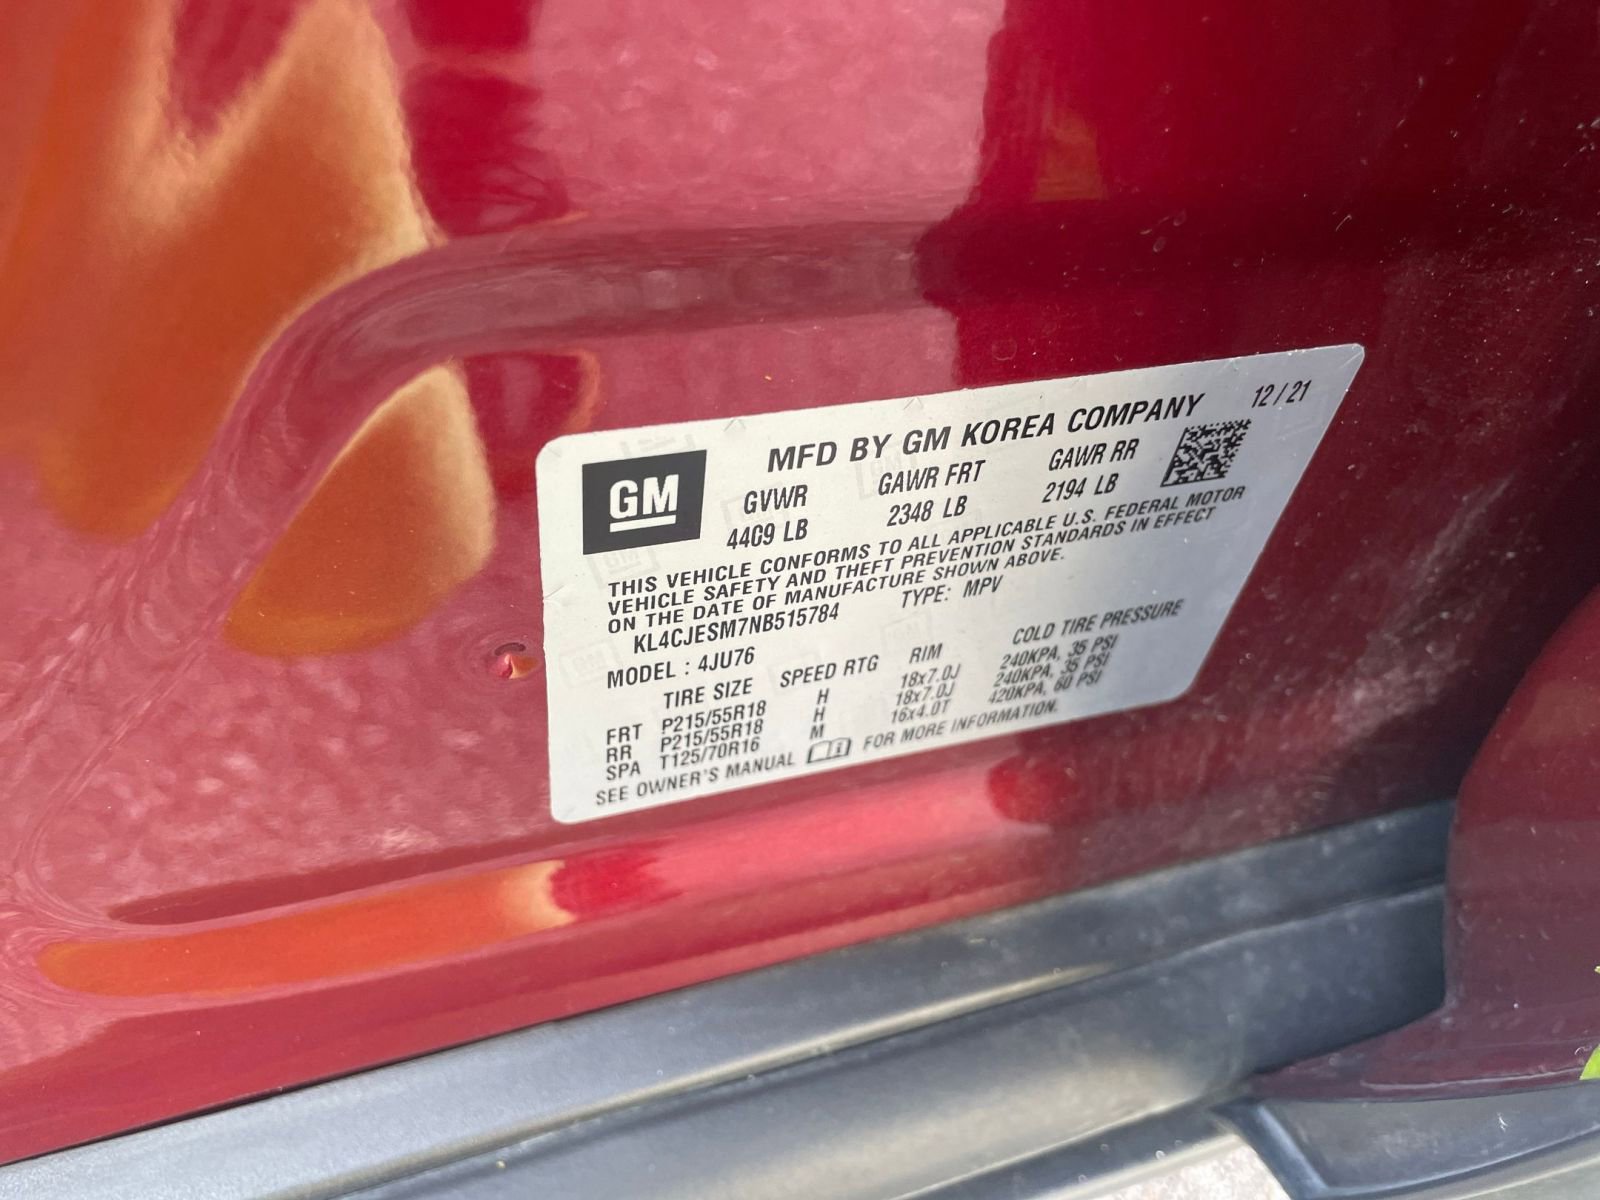 MFD BY GM KOREA COMPANY 12/21
GM
GVWR GAWR FRT GAWR RR
4409 LB 2348 LB 2194 LB
THIS VEHICLE CONFORMS TO ALL APPLICABLE U.S. FEDERAL MOTOR
VEHICLE SAFETY AND THEFT PREVENTION STANDARDS IN EFFECT
ON THE DATE OF MANUFACTURE SHOWN ABOVE.
KL4CJESM7NB515784 TYPE: MPV
MODEL : 4JU76
TIRE SIZE SPEED RTG RIM COLD TIRE PRESSURE
FRT P215/55R18 H 18x7.0J 240KPA, 35 PSI
RR P215/55R18 H 18x7.0J 240KPA, 35 PSI
SPA T125/70R16 M 16x4.0T 420KPA, 60 PSI
SEE OWNER'S MANUAL FOR MORE INFORMATION.